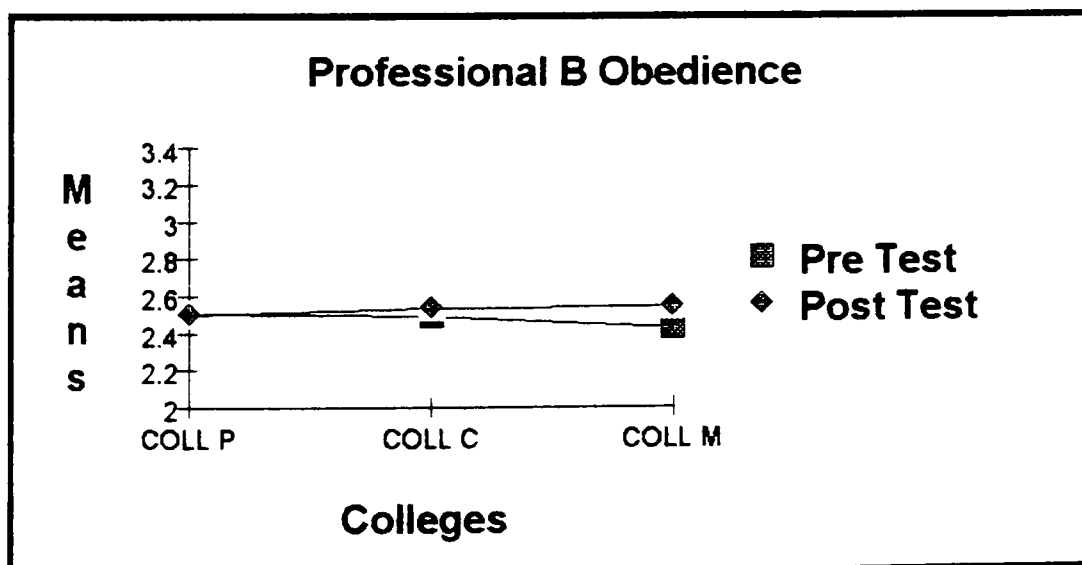 Professional B Obedience
Means
3.4
3.2
3
2.8
2.6
2.4
2.2
2
COLL P COLL C COLL M
Colleges
Pre Test
Post Test